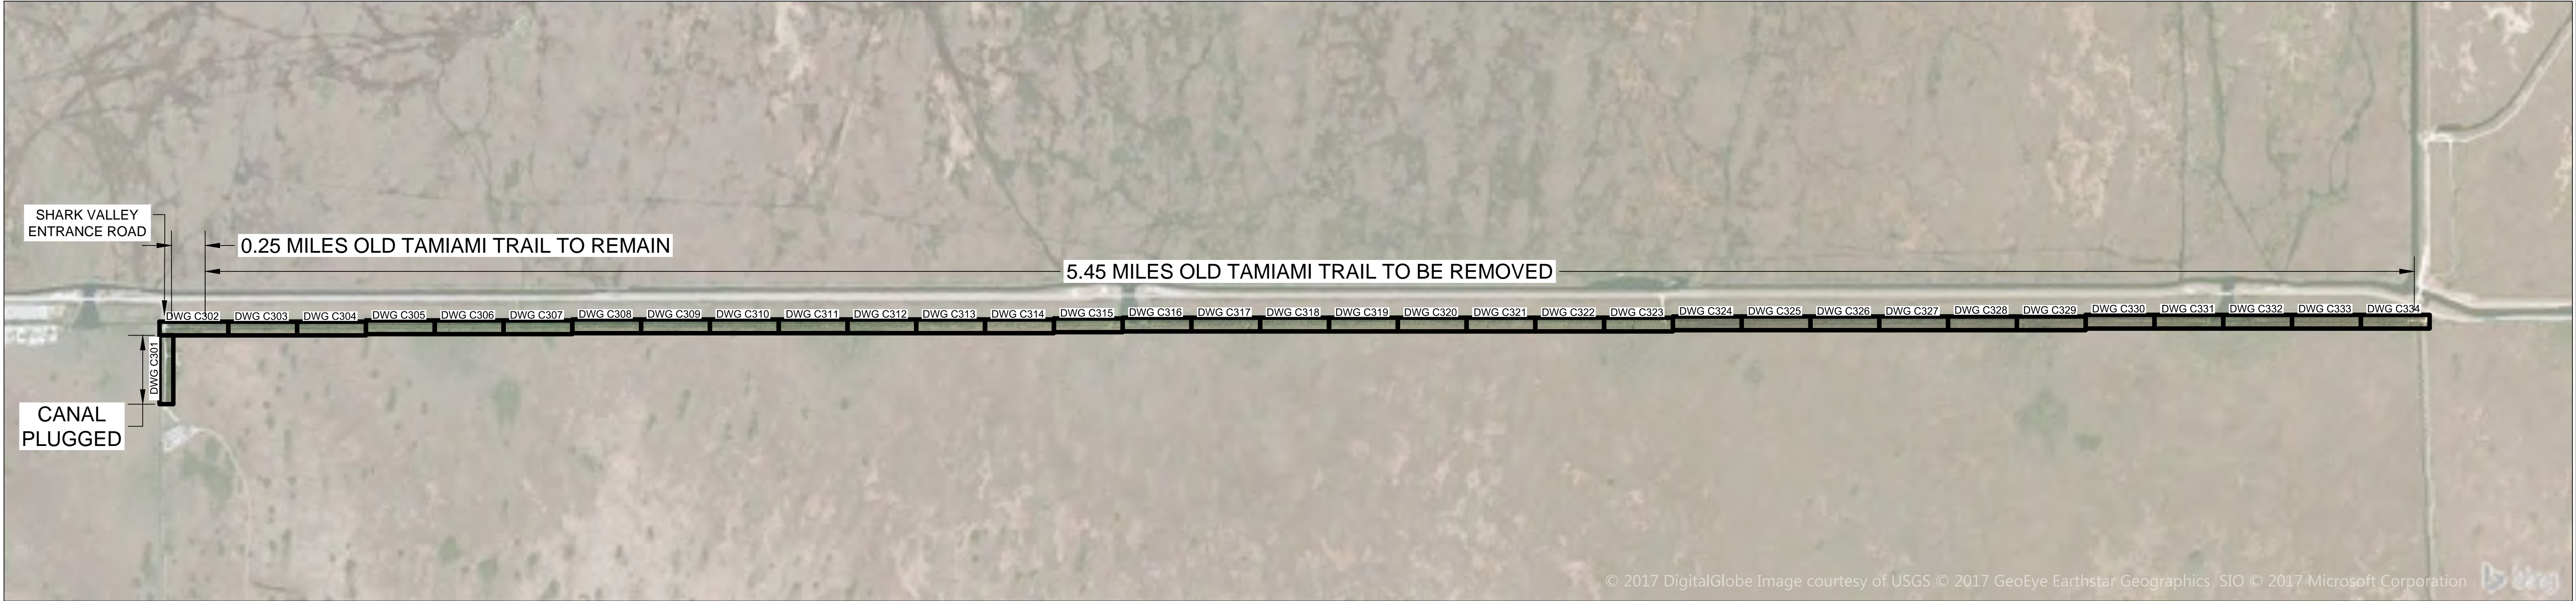 SHARK VALLEY
ENTRANCE ROAD
0.25 MILES OLD TAMIAMI TRAIL TO REMAIN
5.45 MILES OLD TAMIAMI TRAIL TO BE REMOVED
DWG C302
DWG C303
DWG C304
DWG C305
DWG C306
DWG C307
DWG C308
DWG C309
DWG C310
DWG C311
DWG C312
DWG C313
DWG C314
DWG C315
DWG C316
DWG C317
DWG C318
DWG C319
DWG C320
DWG C321
DWG C322
DWG C323
DWG C324
DWG C325
DWG C326
DWG C327
DWG C328
DWG C329
DWG C330
DWG C331
DWG C332
DWG C333
DWG C334
DWG C301
CANAL
PLUGGED
© 2017 DigitalGlobe Image courtesy of USGS © 2017 GeoEye Earthstar Geographics SIO © 2017 Microsoft Corporation
bing